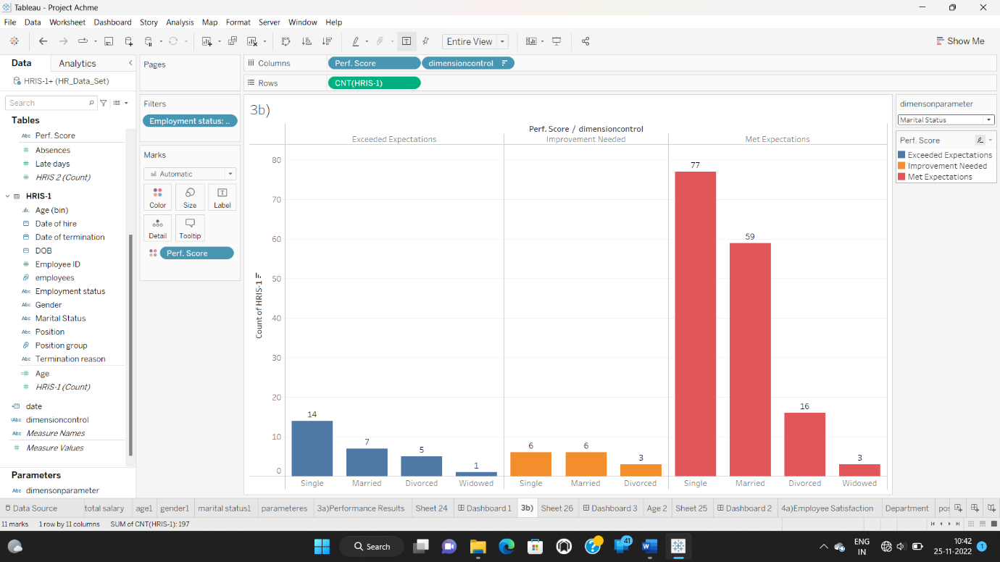 Tableau - Project Achme
File Data Worksheet Dashboard Story Analysis Map Format Server Window Help
Entire View
Show Me
Data
Analytics
HRIS-1+ (HR_Data_Set)
Search
Tables
Abc Perf. Score
# Absences
# Late days
# HRIS 2 (Count)
HRIS-1
Age (bin)
Date of hire
Date of termination
DOB
# Employee ID
employees
Abc Employment status
Abc Gender
Abc Marital Status
Abc Position
Position group
Abc Termination reason
=# Age
# HRIS-1 (Count)
date
=Abc dimensioncontrol
Abc Measure Names
# Measure Values
Parameters
Abc dimensonparameter
Pages
Filters
Employment status: ..
Marks
Automatic
Color
Size
Label
Detail
Tooltip
Perf. Score
Columns
Perf. Score
dimensioncontrol
Rows
CNT(HRIS-1)
3b)
Perf. Score / dimensioncontrol
Exceeded Expectations
Improvement Needed
Met Expectations
Count of HRIS-1
80
70
60
50
40
30
20
10
0
14
7
5
1
6
6
3
77
59
16
3
Single
Married
Divorced
Widowed
Single
Married
Divorced
Single
Married
Divorced
Widowed
dimensonparameter
Marital Status
Perf. Score
Exceeded Expectations
Improvement Needed
Met Expectations
Data Source
total salary
age1
gender1
marital status1
parameteres
3a)Performance Results
Sheet 24
Dashboard 1
3b)
Sheet 26
Dashboard 3
Age 2
Sheet 25
Dashboard 2
4a)Employee Satisfaction
Department
pos
11 marks
1 row by 11 columns
SUM of CNT(HRIS-1): 197
Search
41
ENG
IN
10:42
25-11-2022
1